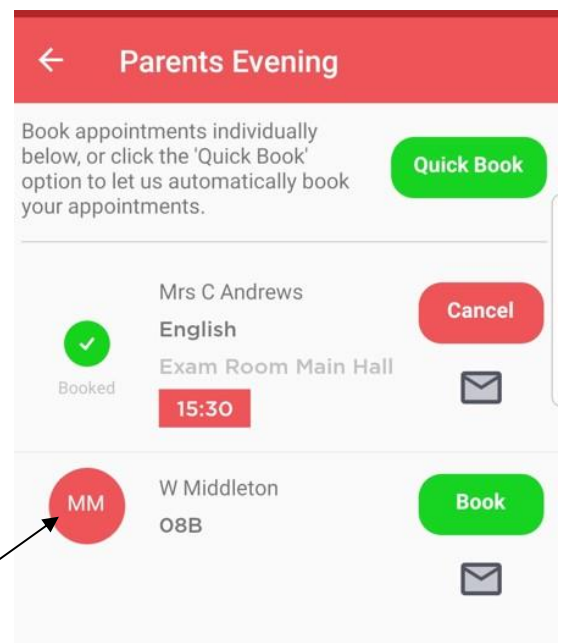 Parents Evening
Book appointments individually
below, or click the 'Quick Book'
option to let us automatically book
your appointments.
Quick Book
Mrs C Andrews
English
Exam Room Main Hall
15:30
Booked
Cancel
MM
W Middleton
08B
Book